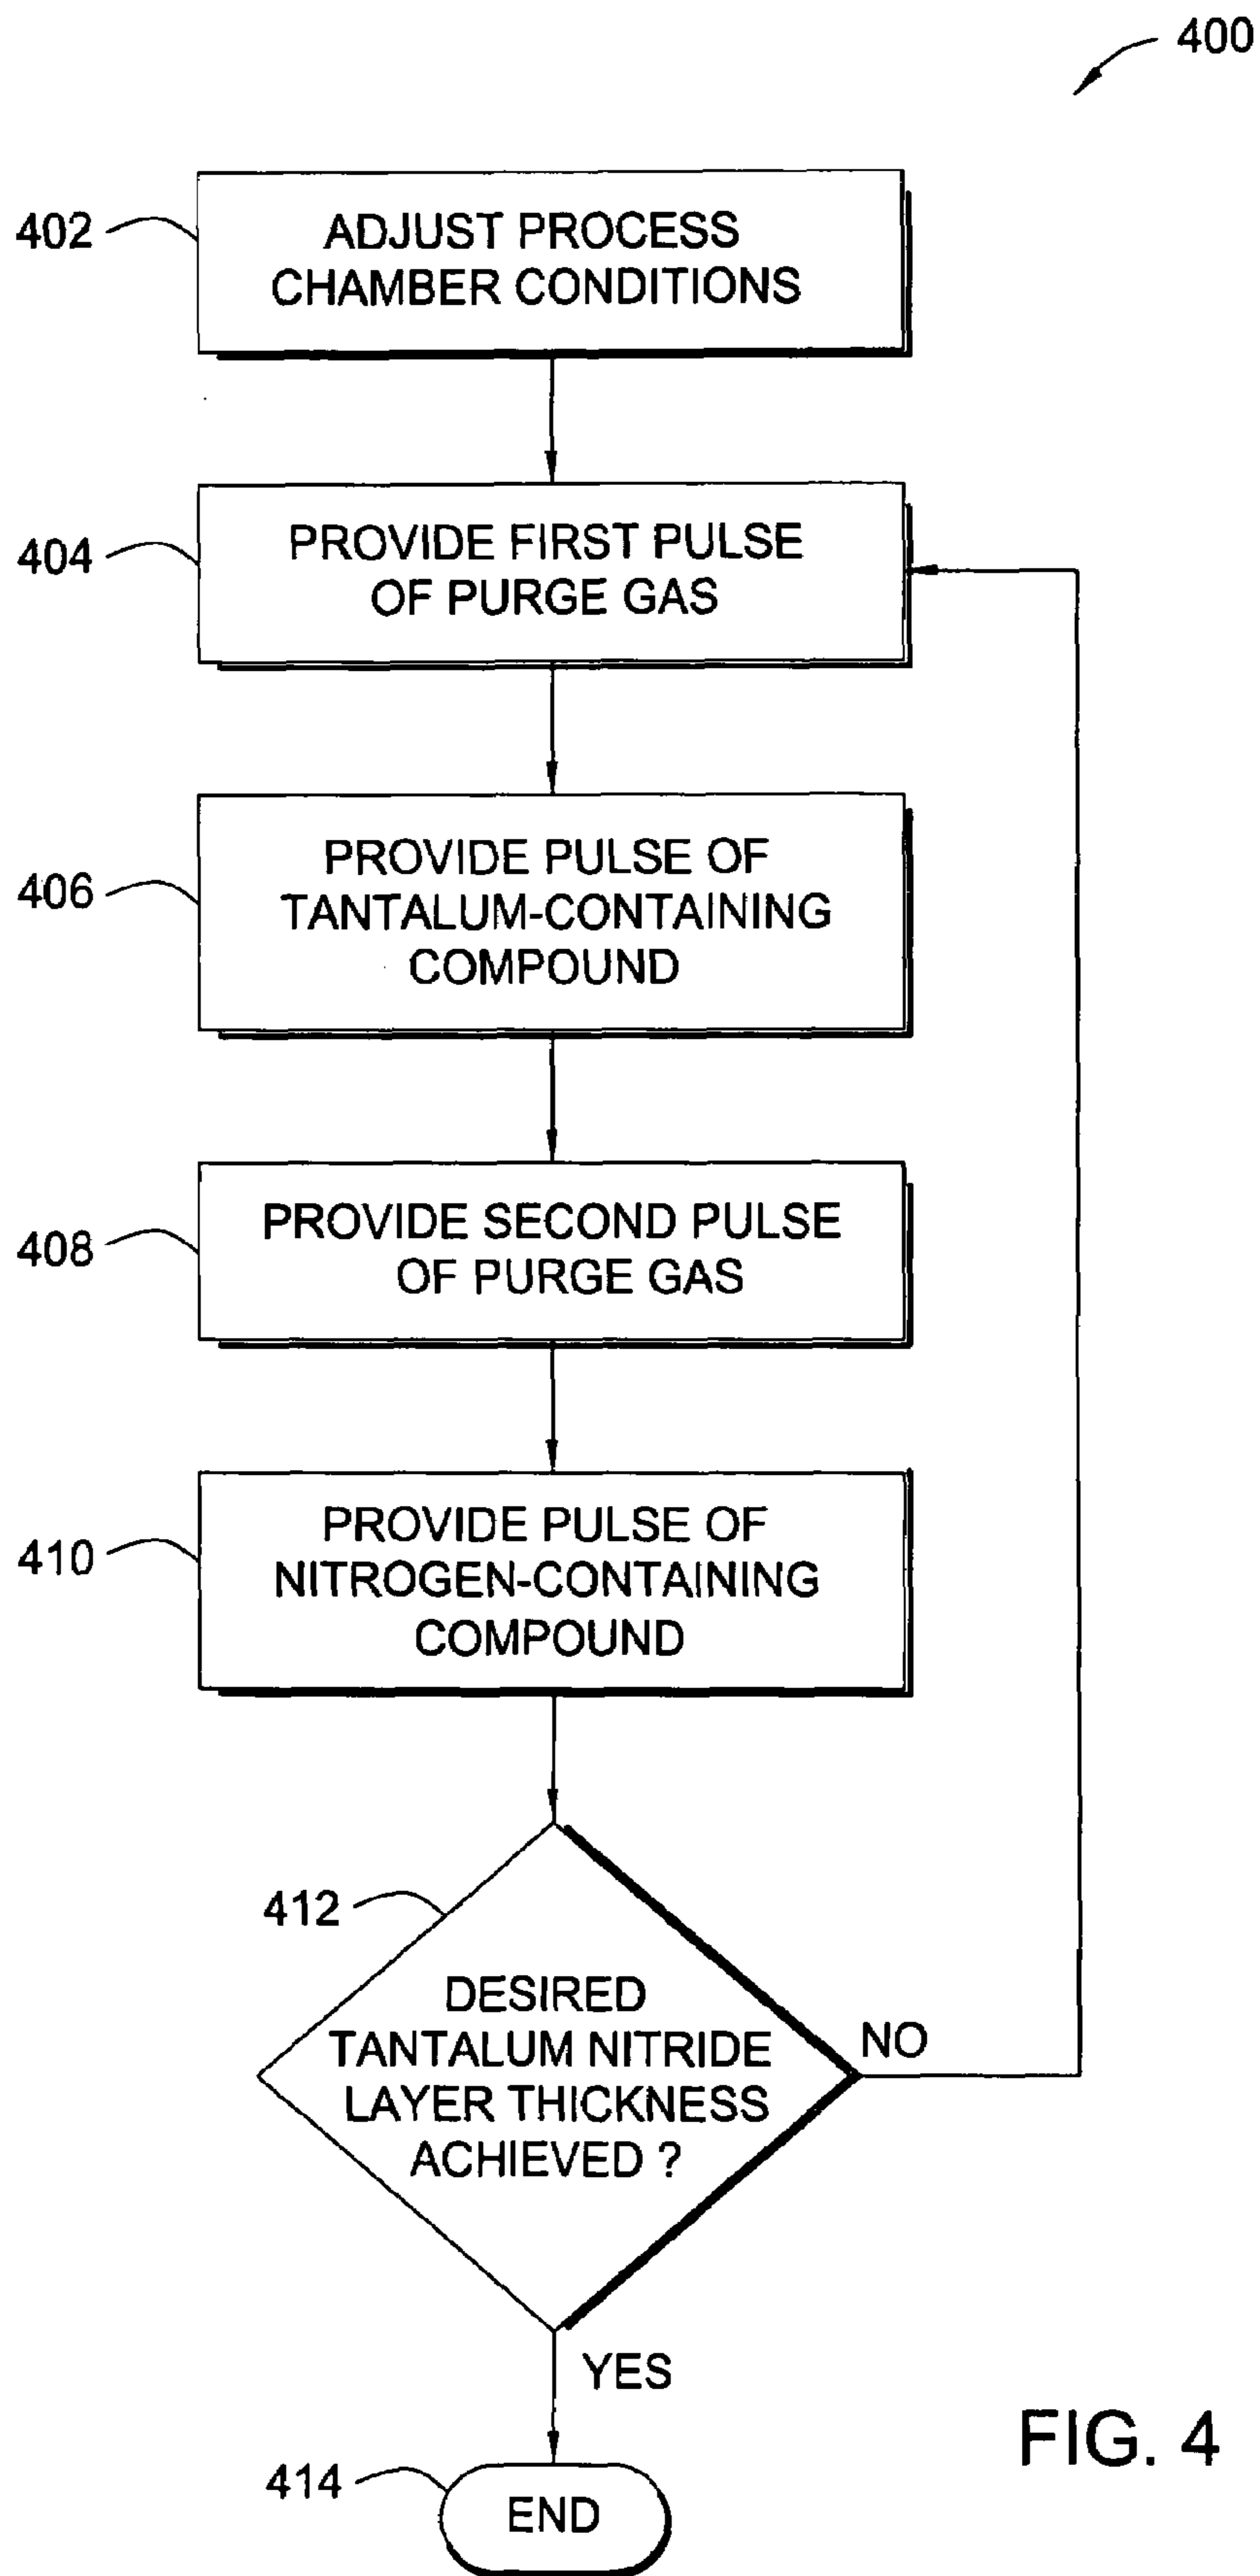 400
402
ADJUST PROCESS
CHAMBER CONDITIONS
404
PROVIDE FIRST PULSE
OF PURGE GAS
406
PROVIDE PULSE OF
TANTALUM-CONTAINING
COMPOUND
408
PROVIDE SECOND PULSE
OF PURGE GAS
410
PROVIDE PULSE OF
NITROGEN-CONTAINING
COMPOUND
412
DESIRED
TANTALUM NITRIDE
LAYER THICKNESS
ACHIEVED ?
NO
YES
414
END
FIG. 4